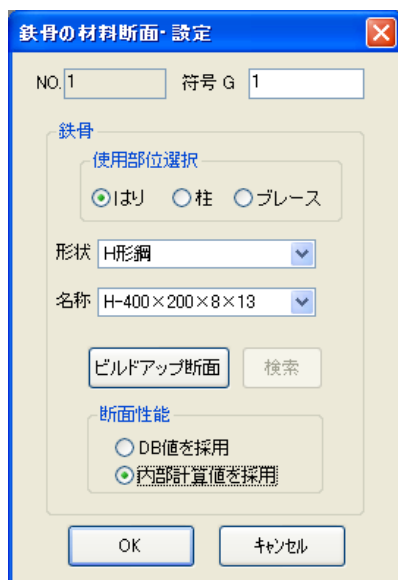 鉄骨の材料断面・設定
NO. 1 符号 G 1
鉄骨
使用部位選択
はり 柱 ブレース
形状 H形鋼
名称 H-400×200×8×13
ビルドアップ断面 検索
断面性能
DB値を採用
内部計算値を採用
OK キャンセル